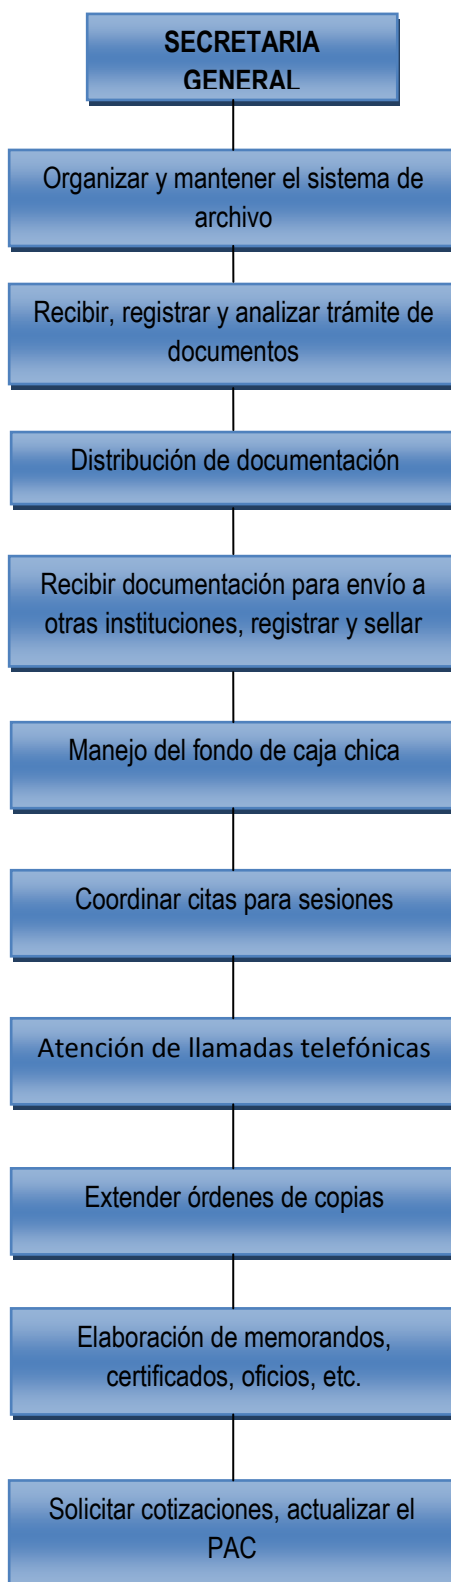 SECRETARIA
GENERAL
Organizar y mantener el sistema de
archivo
Recibir, registrar y analizar trámite de
documentos
Distribución de documentación
Recibir documentación para envío a
otras instituciones, registrar y sellar
Manejo del fondo de caja chica
Coordinar citas para sesiones
Atención de llamadas telefónicas
Extender órdenes de copias
Elaboración de memorandos,
certificados, oficios, etc.
Solicitar cotizaciones, actualizar el
PAC